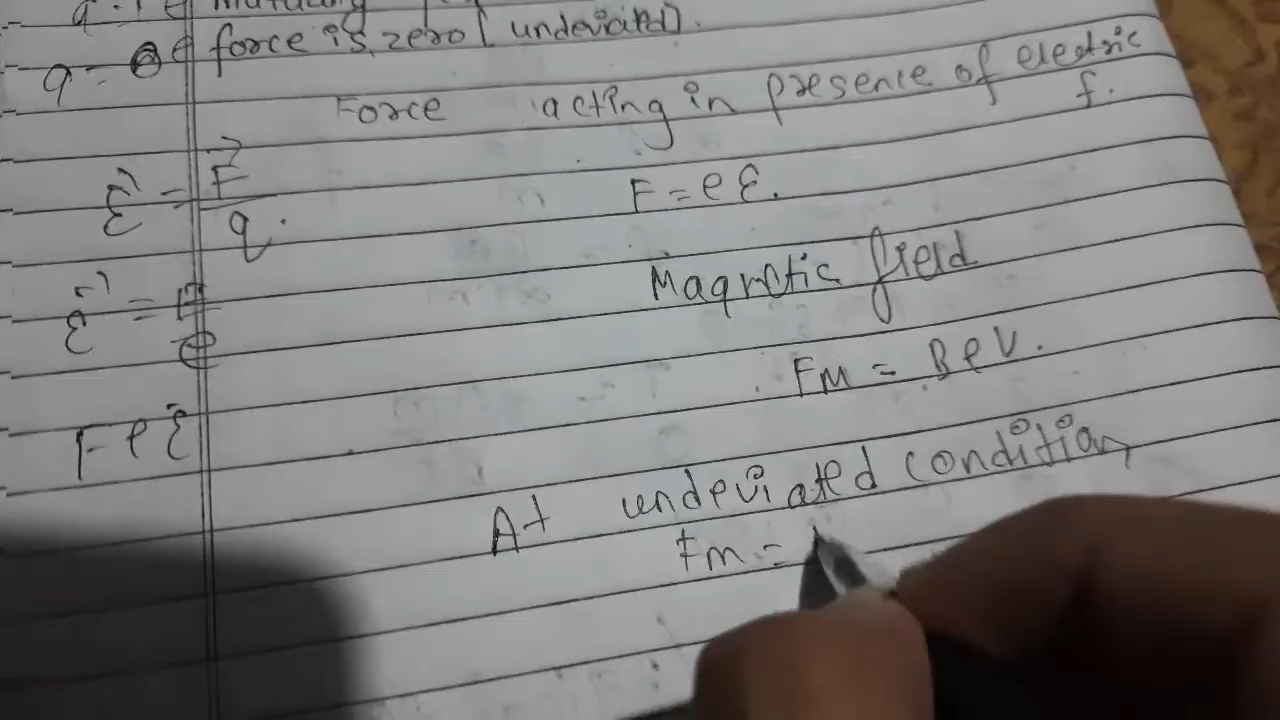 force is zero [undeviated].
q = e
Force acting in presence of electric f.
E = F / q.
F = eE.
Magnetic field
E = F / e
FM = BeV.
F eE
At undeviated condition
Fm =